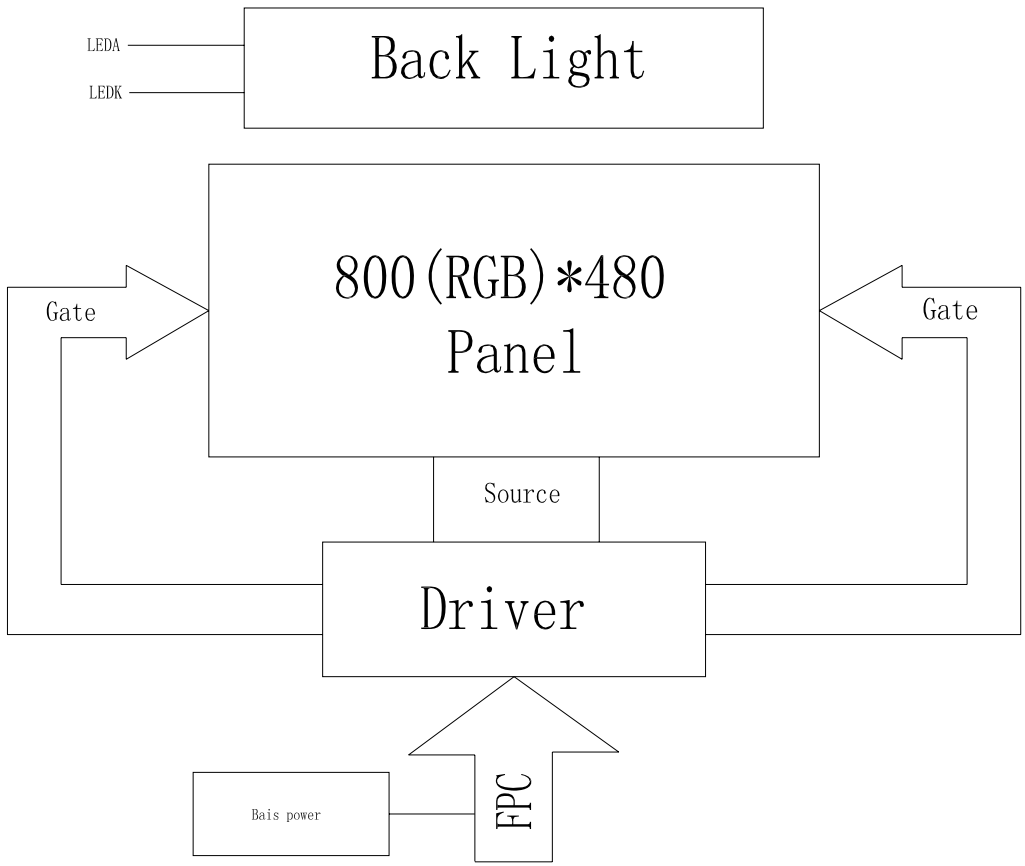 LEDA
LEDK
Back Light
800(RGB)*480
Panel
Gate
Gate
Source
Driver
FPC
Bais power